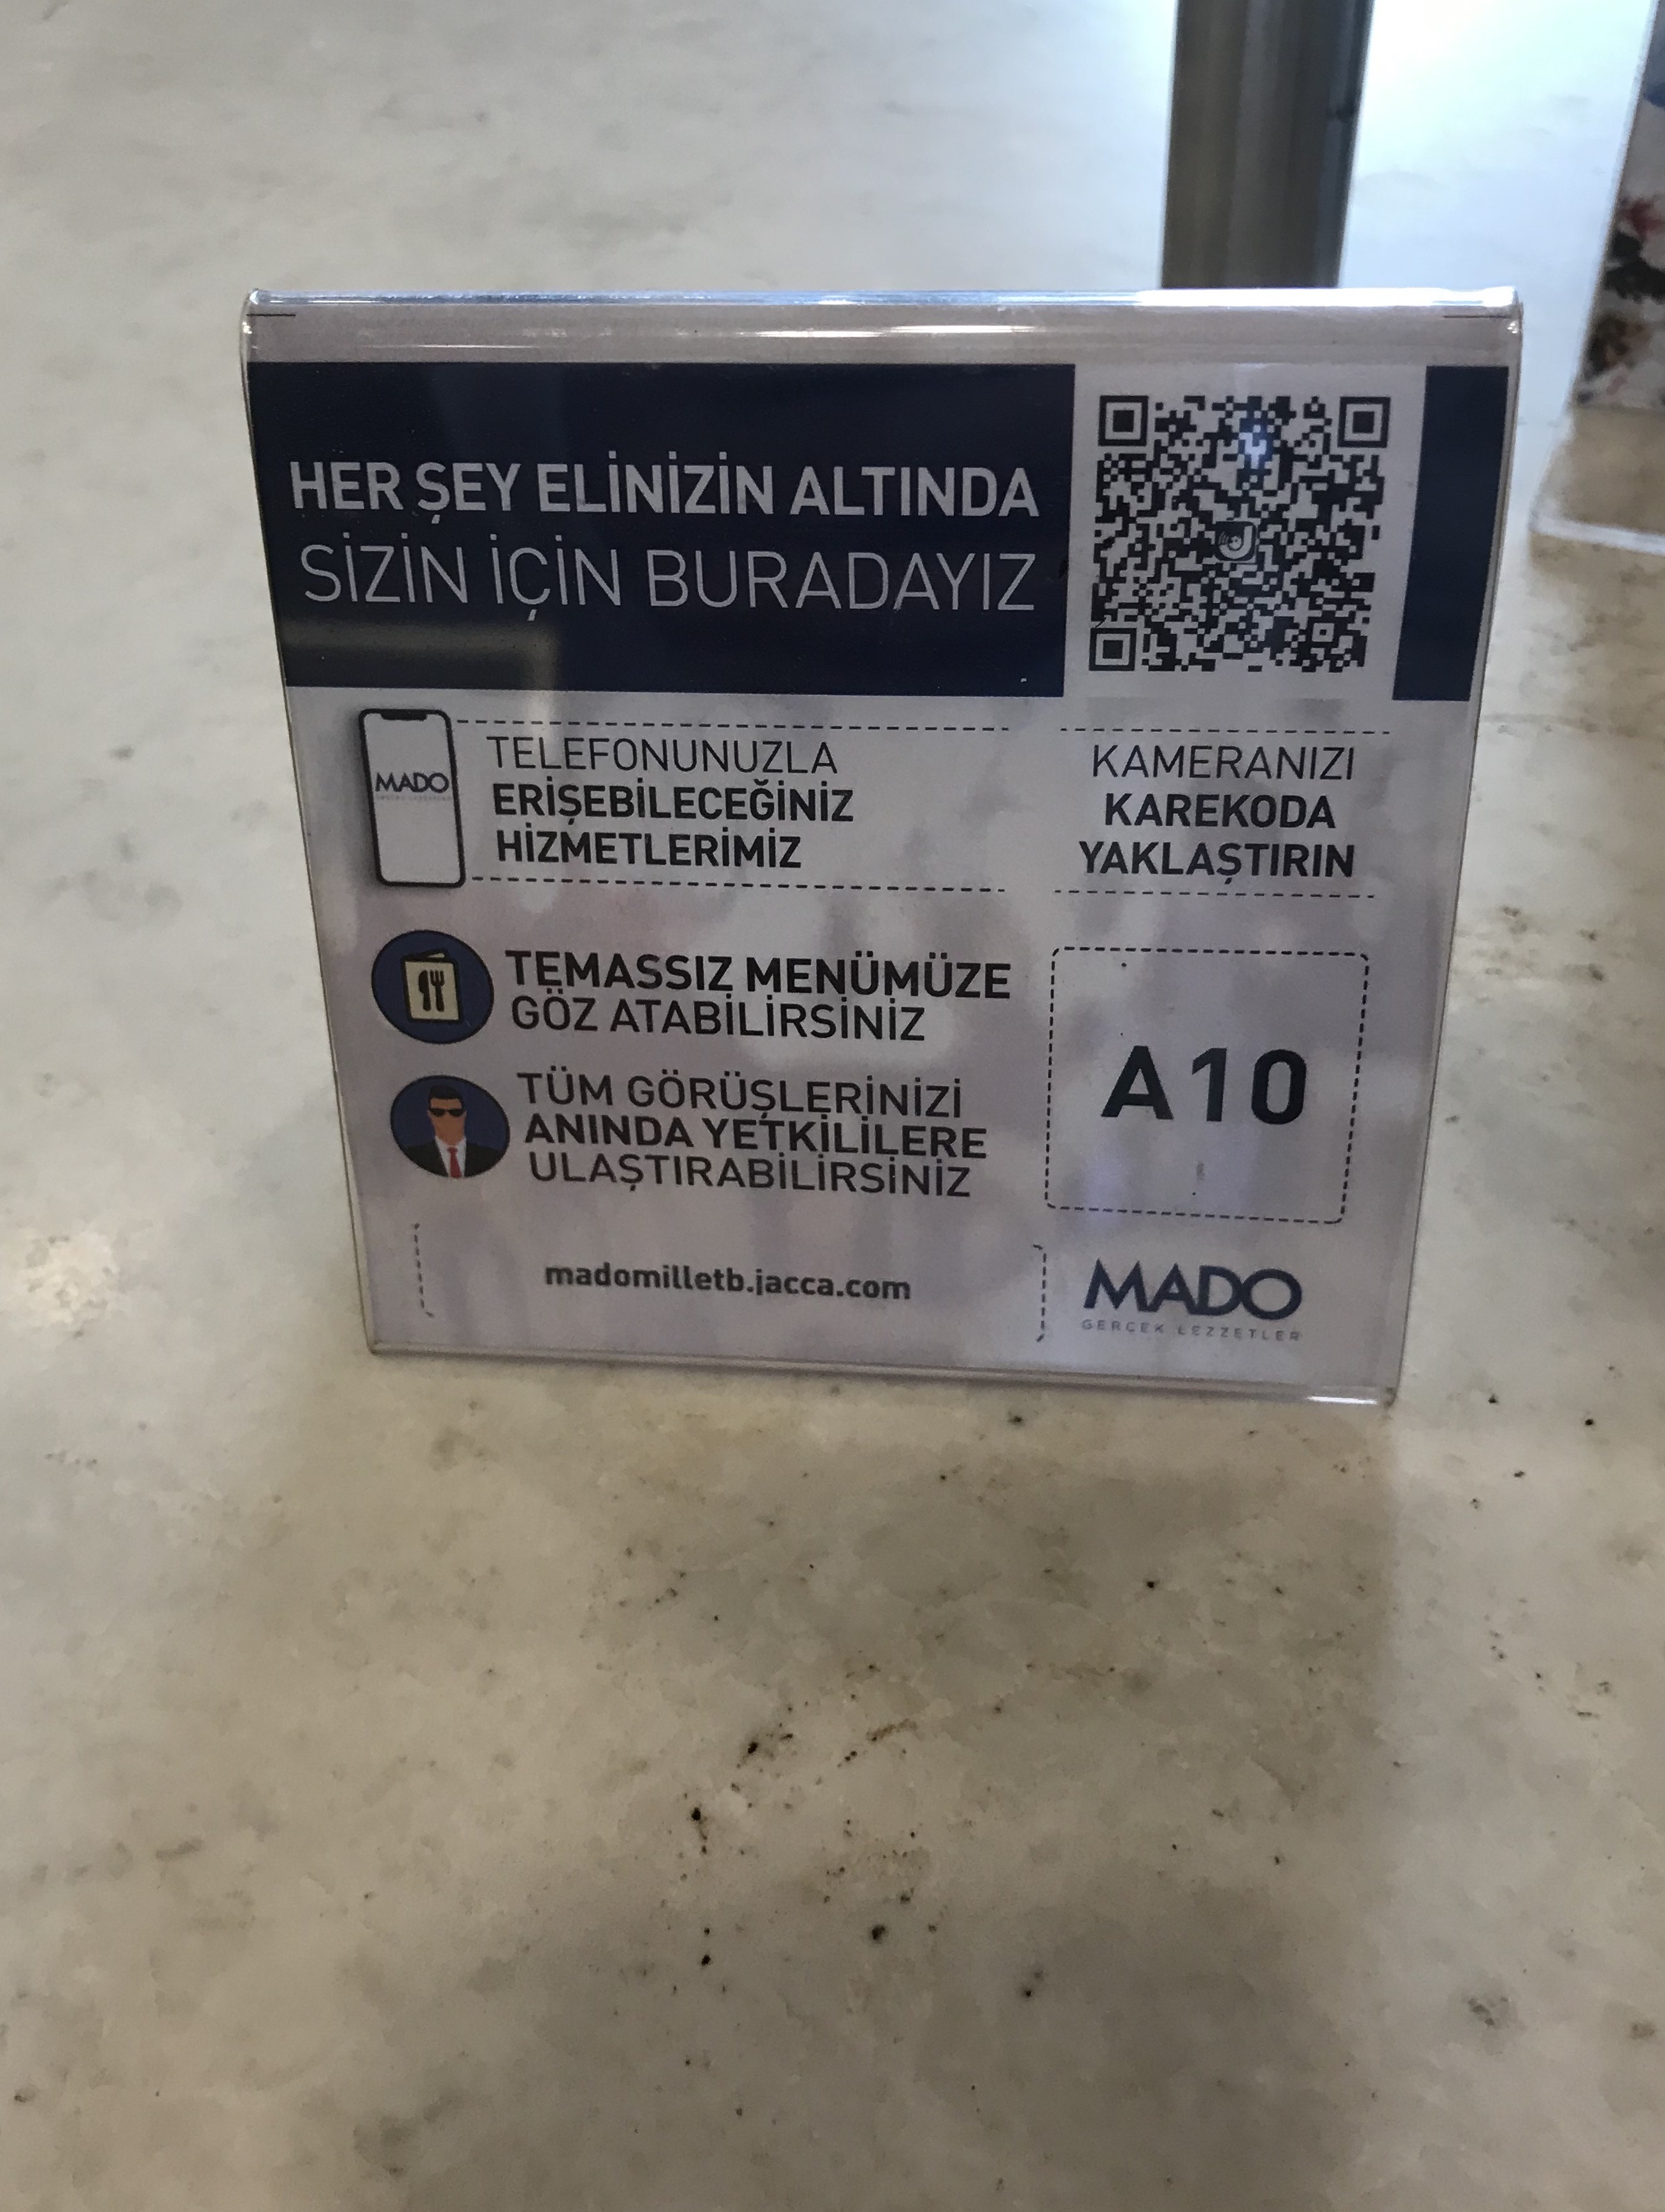 HER ŞEY ELİNİZİN ALTINDA
SİZİN İÇİN BURADAYIZ
MADO
TELEFONUNUZLA
ERİŞEBİLECEĞİNİZ
HİZMETLERİMİZ
KAMERANIZI
KAREKODA
YAKLAŞTIRIN
TEMASSIZ MENÜMÜZE
GÖZ ATABİLİRSİNİZ
TÜM GÖRÜŞLERİNİZİ
ANINDA YETKİLİLERE
ULAŞTIRABİLİRSİNİZ
A10
madomilletb.jacca.com
MADO
GERÇEK LEZZETLER